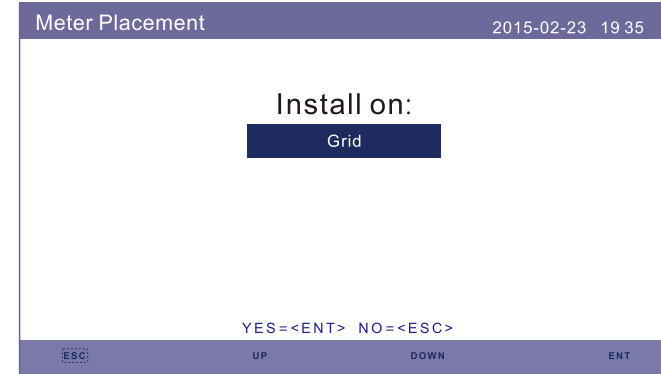 Meter Placement 2015-02-23 19 35
Install on:
Grid
YES=<ENT> NO=<ESC>
ESC UP DOWN ENT